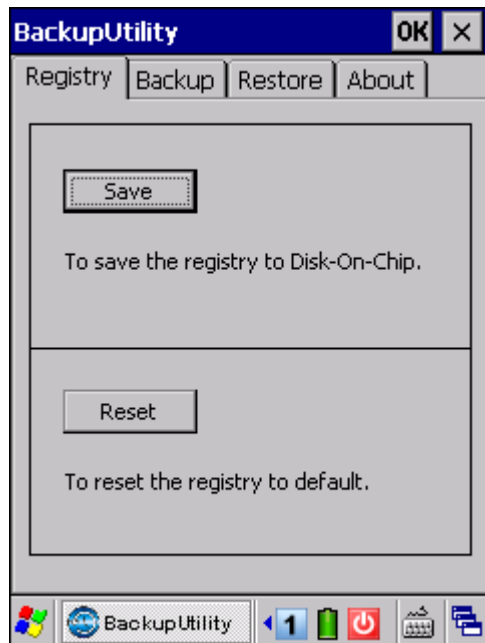 BackupUtility OK ×
Registry Backup Restore About
Save
To save the registry to Disk-On-Chip.
Reset
To reset the registry to default.
BackupUtility 1